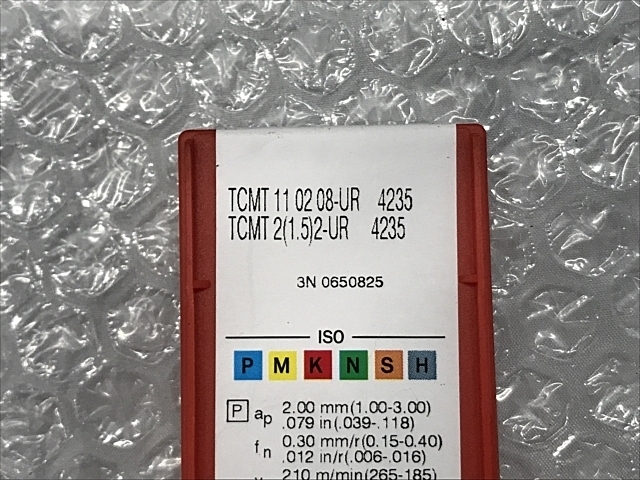 TCMT 11 02 08-UR 4235
TCMT 2(1.5)2-UR 4235
3N 0650825
ISO
P M K N S H
P ap 2.00 mm(1.00-3.00)
.079 in(.039-.118)
fn 0.30 mm/r(0.15-0.40)
.012 in/r(.006-.016)
210 m/min(265-185)